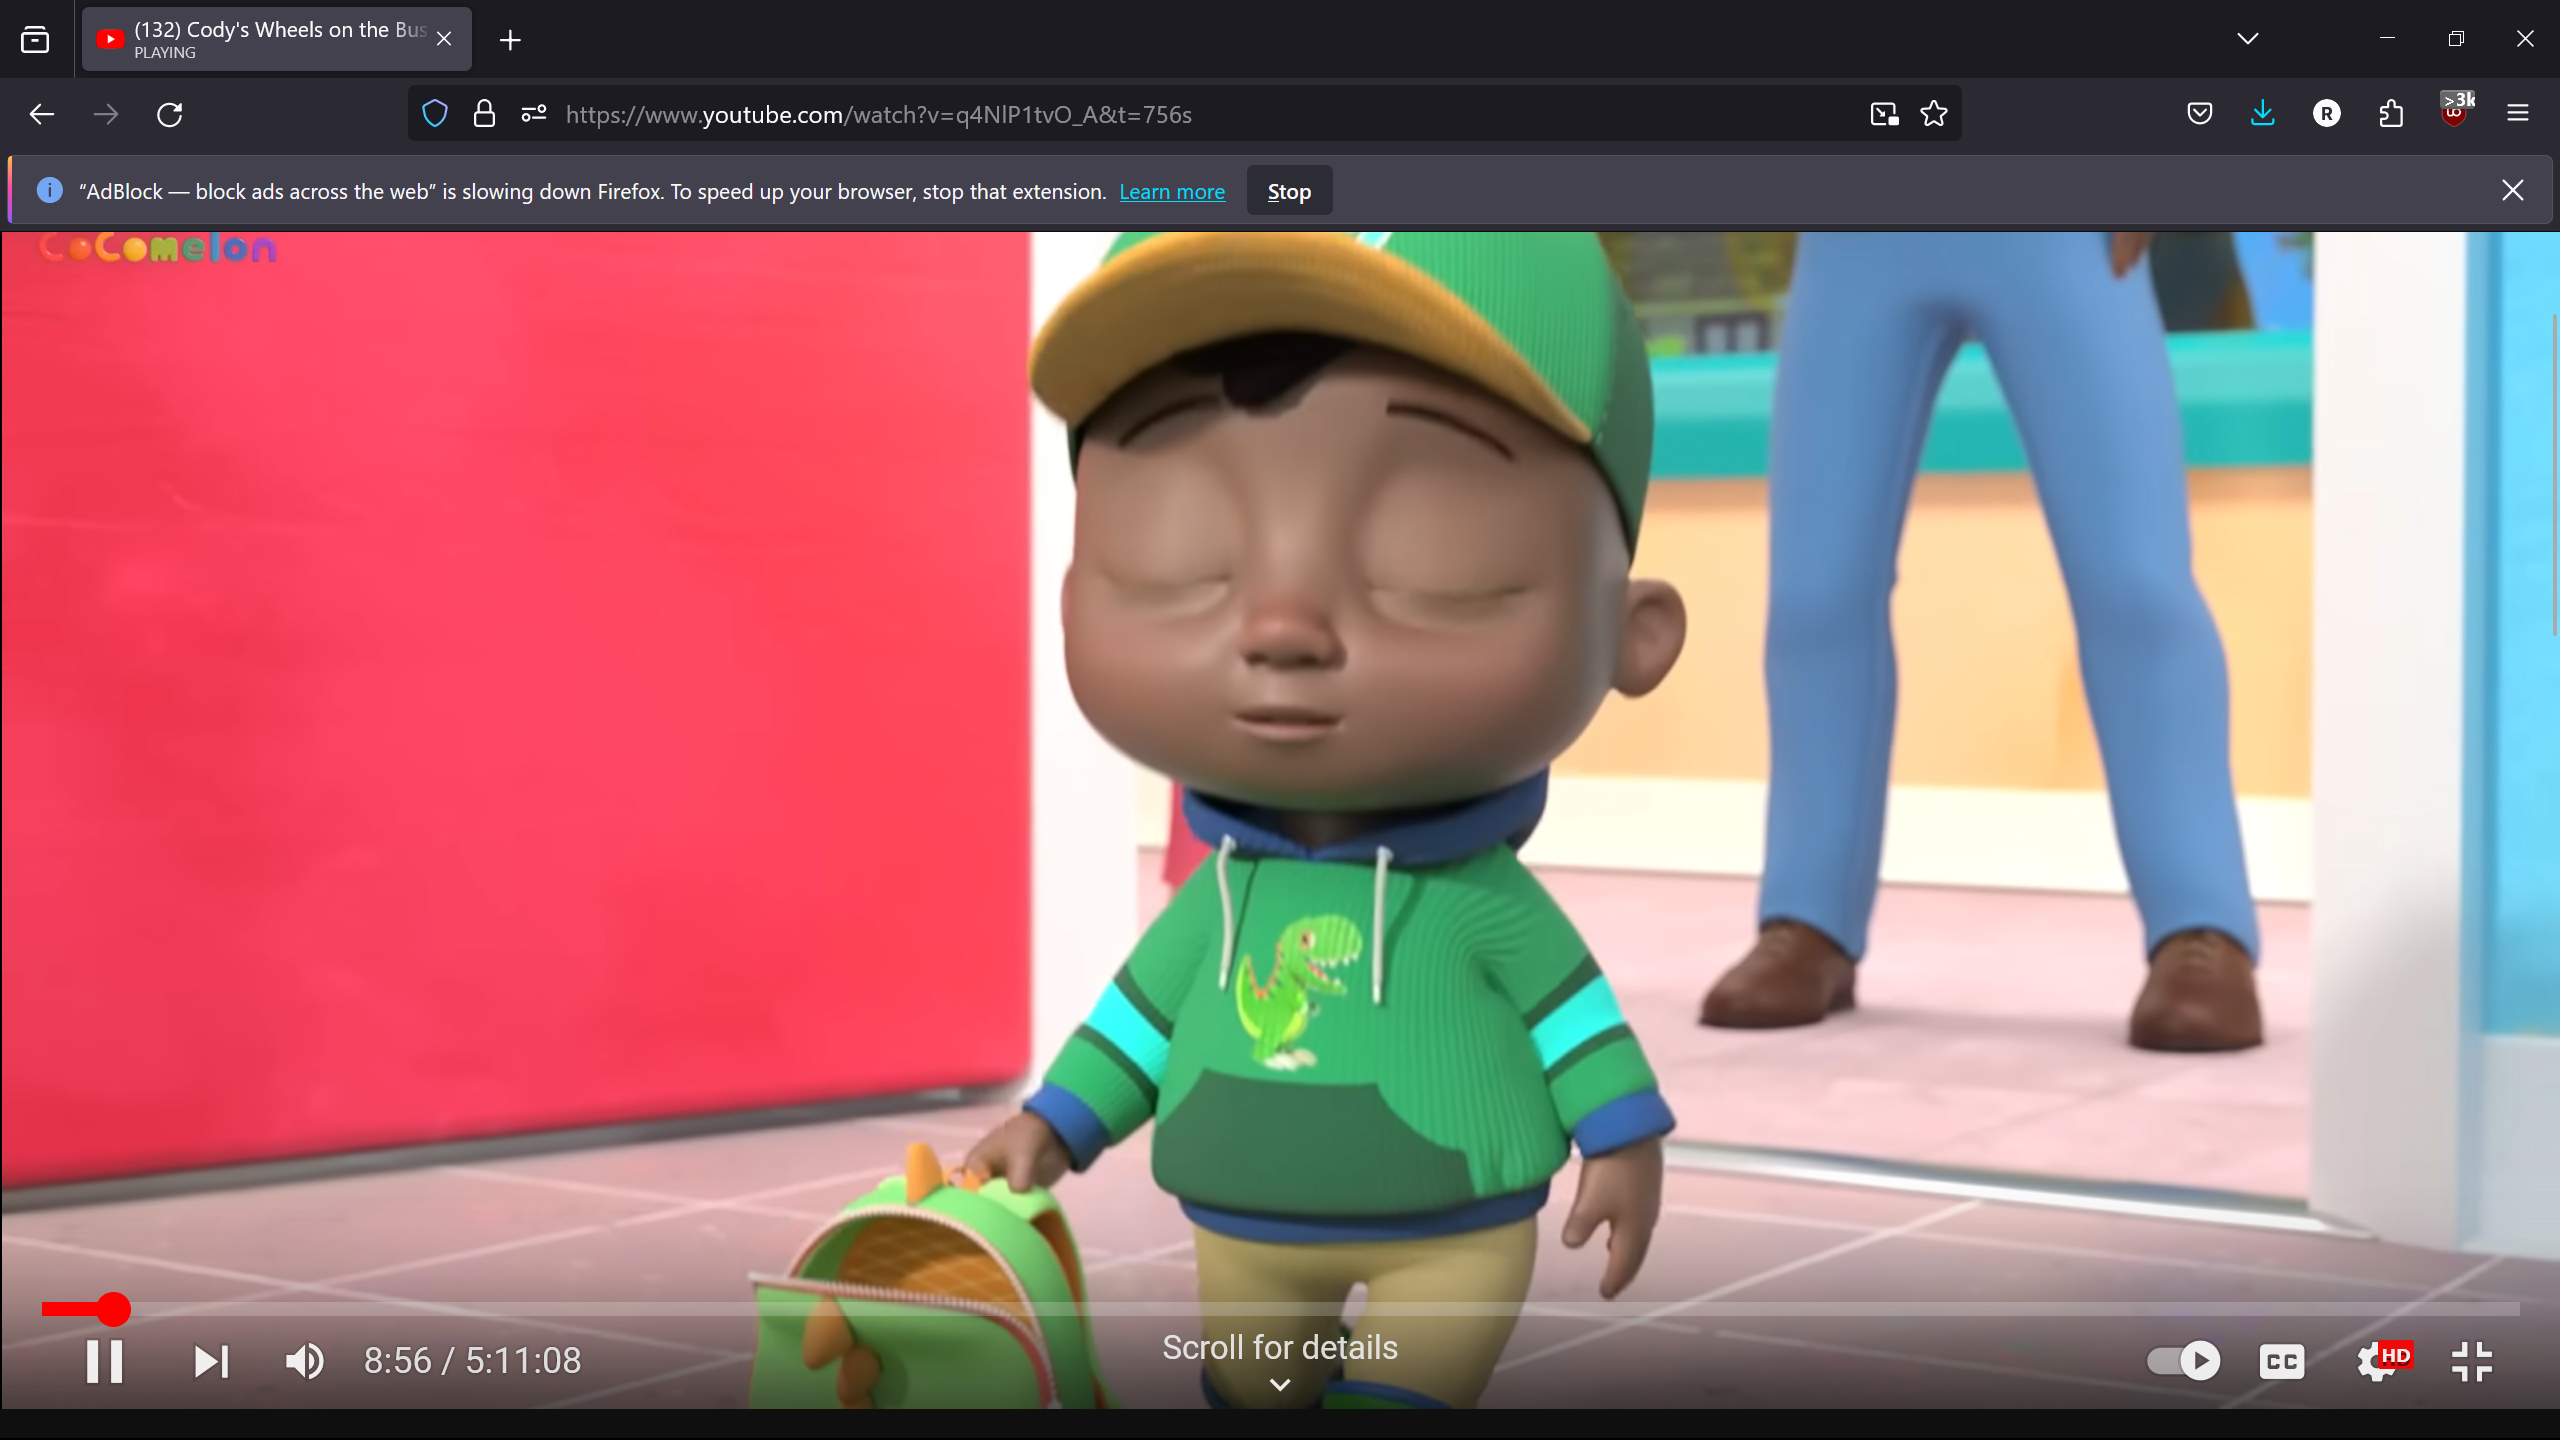 (132) Cody's Wheels on the Bus
PLAYING
https://www.youtube.com/watch?v=q4NlP1tvO_A&t=756s
R
>3k
“AdBlock — block ads across the web” is slowing down Firefox. To speed up your browser, stop that extension. Learn more Stop
CoComelon
Scroll for details
8:56 / 5:11:08
CC
HD